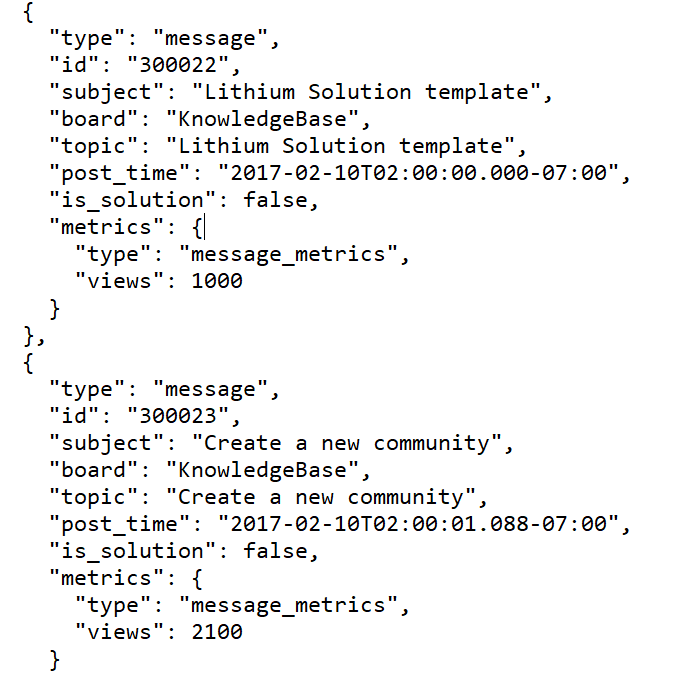 {
  "type": "message",
  "id": "300022",
  "subject": "Lithium Solution template",
  "board": "KnowledgeBase",
  "topic": "Lithium Solution template",
  "post_time": "2017-02-10T02:00:00.000-07:00",
  "is_solution": false,
  "metrics": {
    "type": "message_metrics",
    "views": 1000
  }
},
{
  "type": "message",
  "id": "300023",
  "subject": "Create a new community",
  "board": "KnowledgeBase",
  "topic": "Create a new community",
  "post_time": "2017-02-10T02:00:01.088-07:00",
  "is_solution": false,
  "metrics": {
    "type": "message_metrics",
    "views": 2100
  }